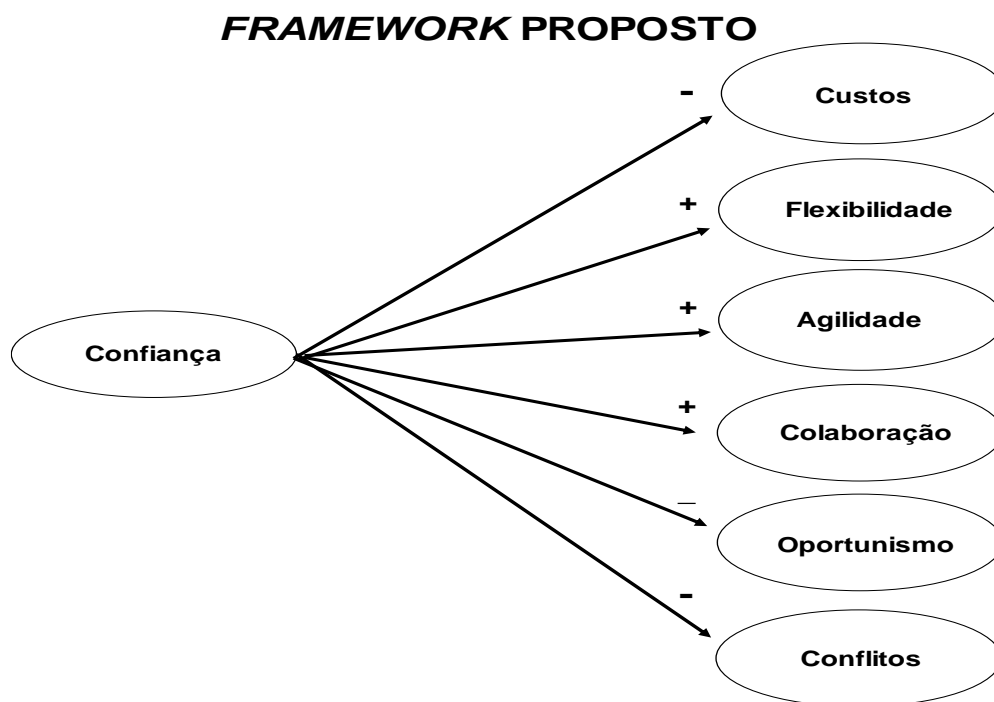 FRAMEWORK PROPOSTO
-
Custos
+
Flexibilidade
+
Agilidade
Confiança
+
Colaboração
_
Oportunismo
-
Conflitos